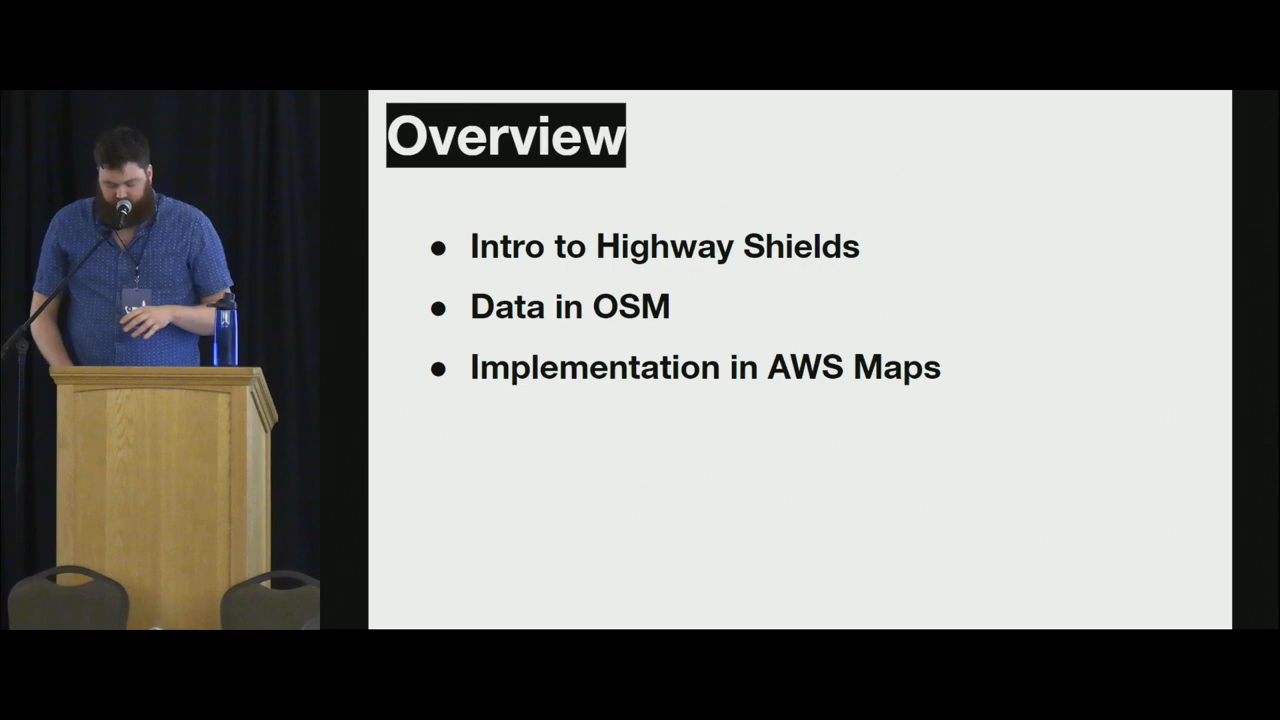 Overview
● Intro to Highway Shields
● Data in OSM
● Implementation in AWS Maps